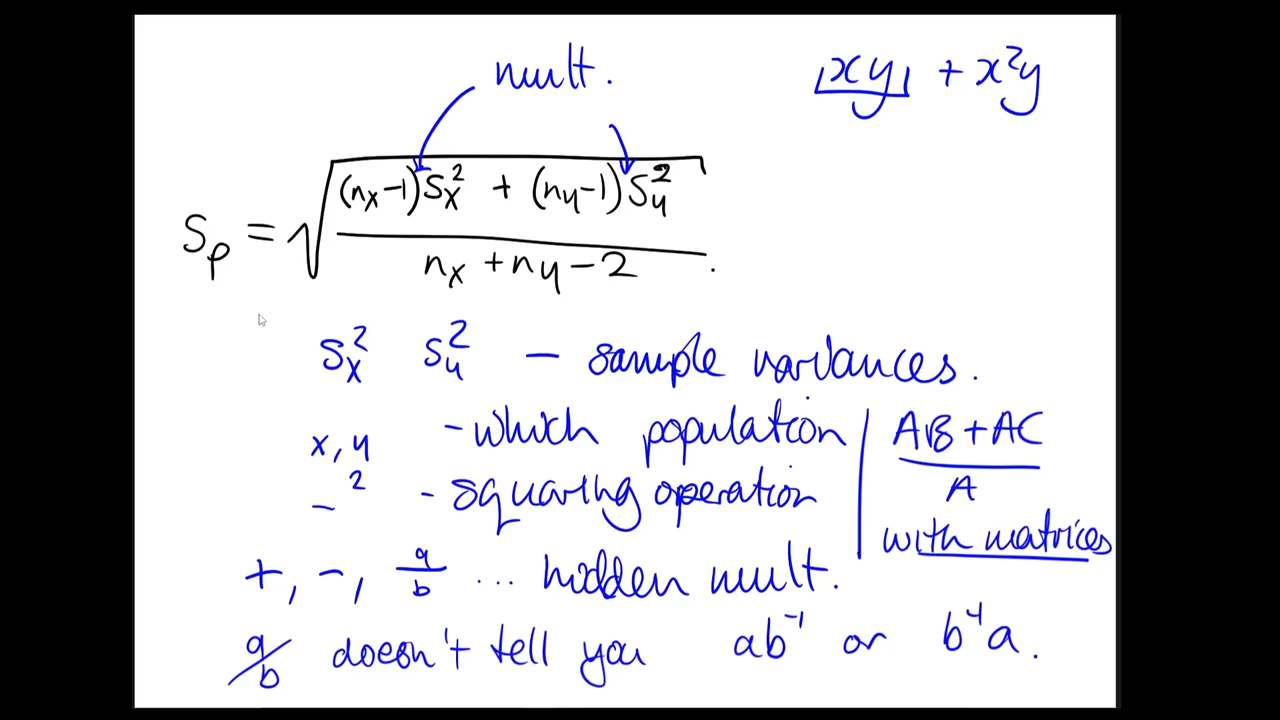 mult.
xy + x²y
Sp = √((nx−1)Sx² + (ny−1)Sy² / nx + ny − 2).
Sx² Sy² – sample variances.
x, y – which population
_ ² – squaring operation
AB + AC / A
with matrices
+, −, a/b ... hidden mult.
a/b doesn't tell you ab⁻¹ or b⁻¹a.